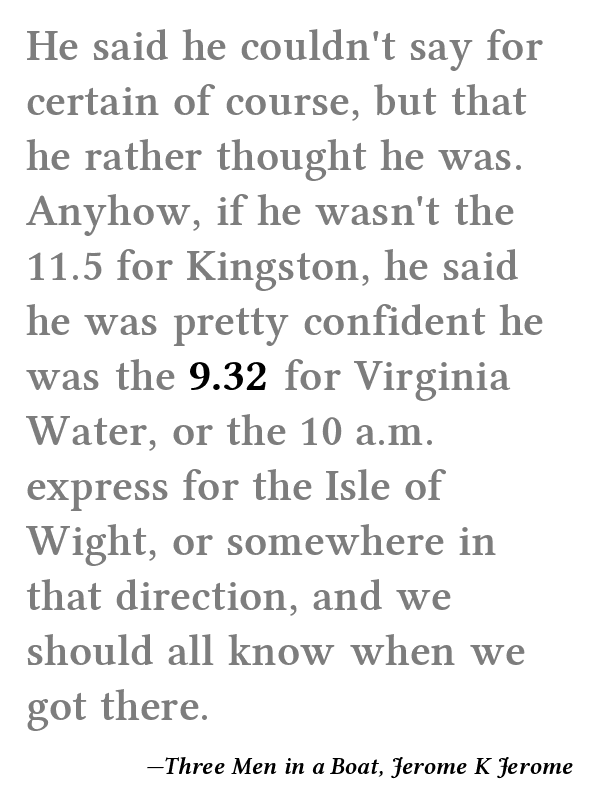 He said he couldn't say for
certain of course, but that
he rather thought he was.
Anyhow, if he wasn't the
11.5 for Kingston, he said
he was pretty confident he
was the 9.32 for Virginia
Water, or the 10 a.m.
express for the Isle of
Wight, or somewhere in
that direction, and we
should all know when we
got there.
—Three Men in a Boat, Jerome K Jerome